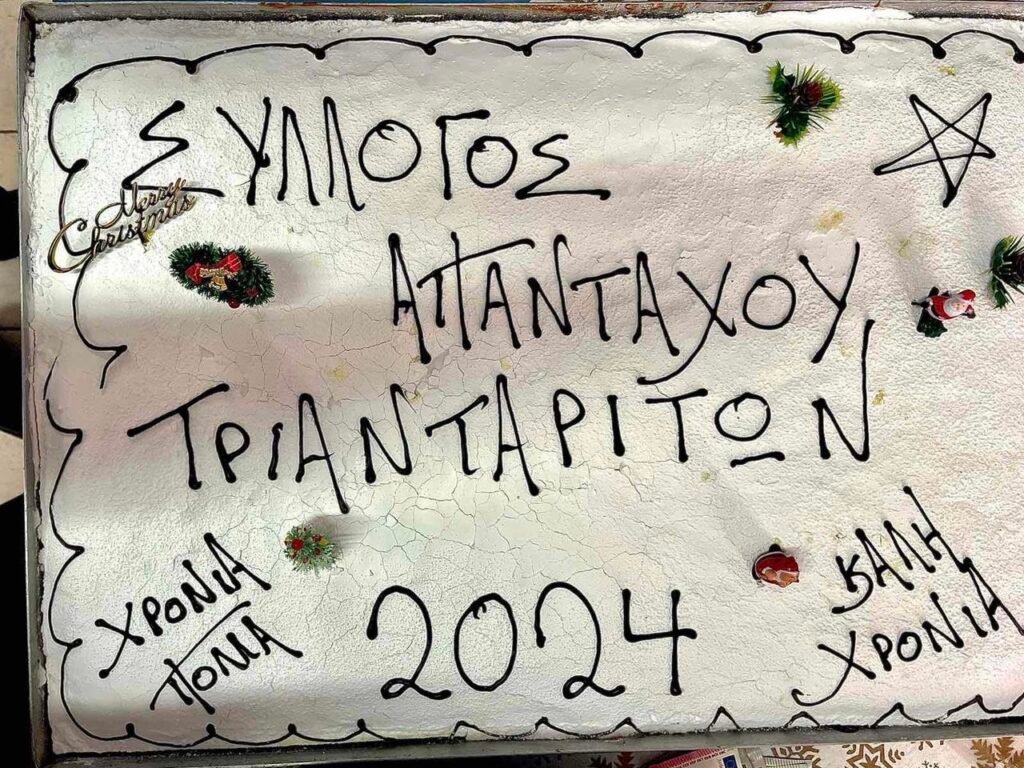 ΣΥΛΛΟΓΟΣ
Merry
Christmas
ΑΠΑΝΤΑΧΟΥ
ΤΡΙΑΝΤΑΡΙΤΩΝ
ΧΡΟΝΙΑ
ΠΟΛΛΑ
2024
ΚΑΛΗ
ΧΡΟΝΙΑ